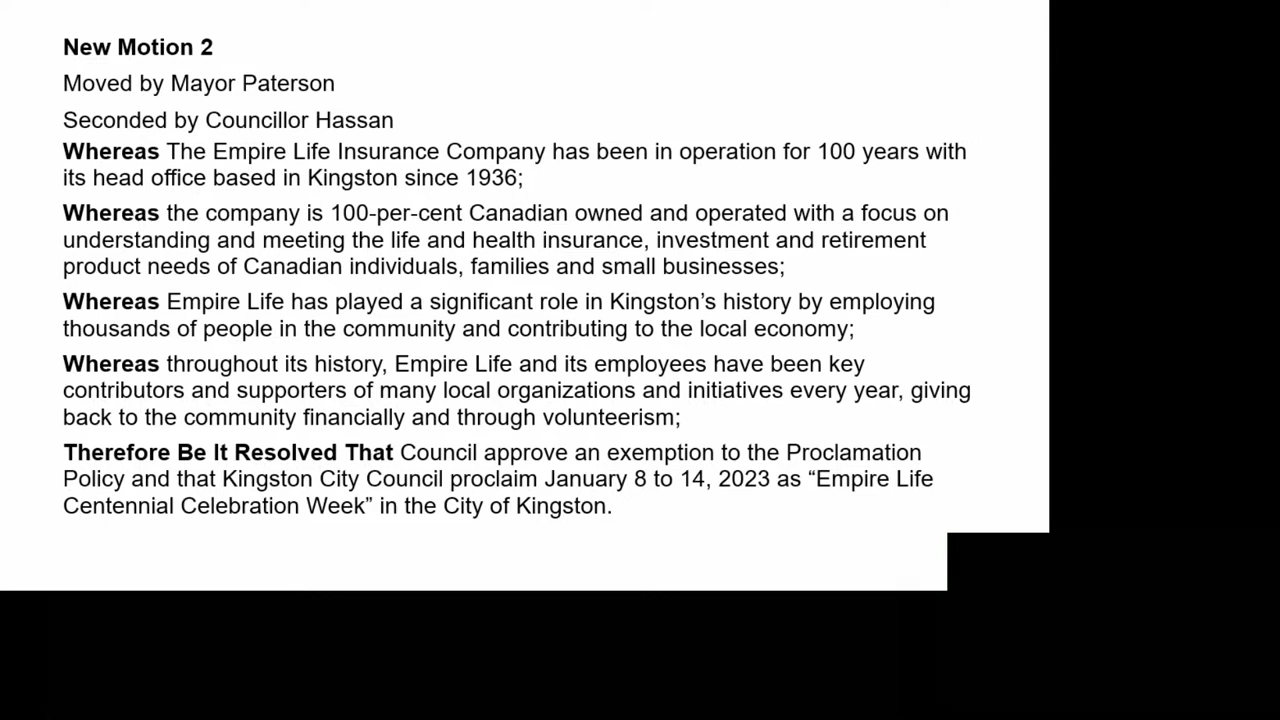 New Motion 2
Moved by Mayor Paterson
Seconded by Councillor Hassan
Whereas The Empire Life Insurance Company has been in operation for 100 years with
its head office based in Kingston since 1936;
Whereas the company is 100-per-cent Canadian owned and operated with a focus on
understanding and meeting the life and health insurance, investment and retirement
product needs of Canadian individuals, families and small businesses;
Whereas Empire Life has played a significant role in Kingston’s history by employing
thousands of people in the community and contributing to the local economy;
Whereas throughout its history, Empire Life and its employees have been key
contributors and supporters of many local organizations and initiatives every year, giving
back to the community financially and through volunteerism;
Therefore Be It Resolved That Council approve an exemption to the Proclamation
Policy and that Kingston City Council proclaim January 8 to 14, 2023 as “Empire Life
Centennial Celebration Week” in the City of Kingston.